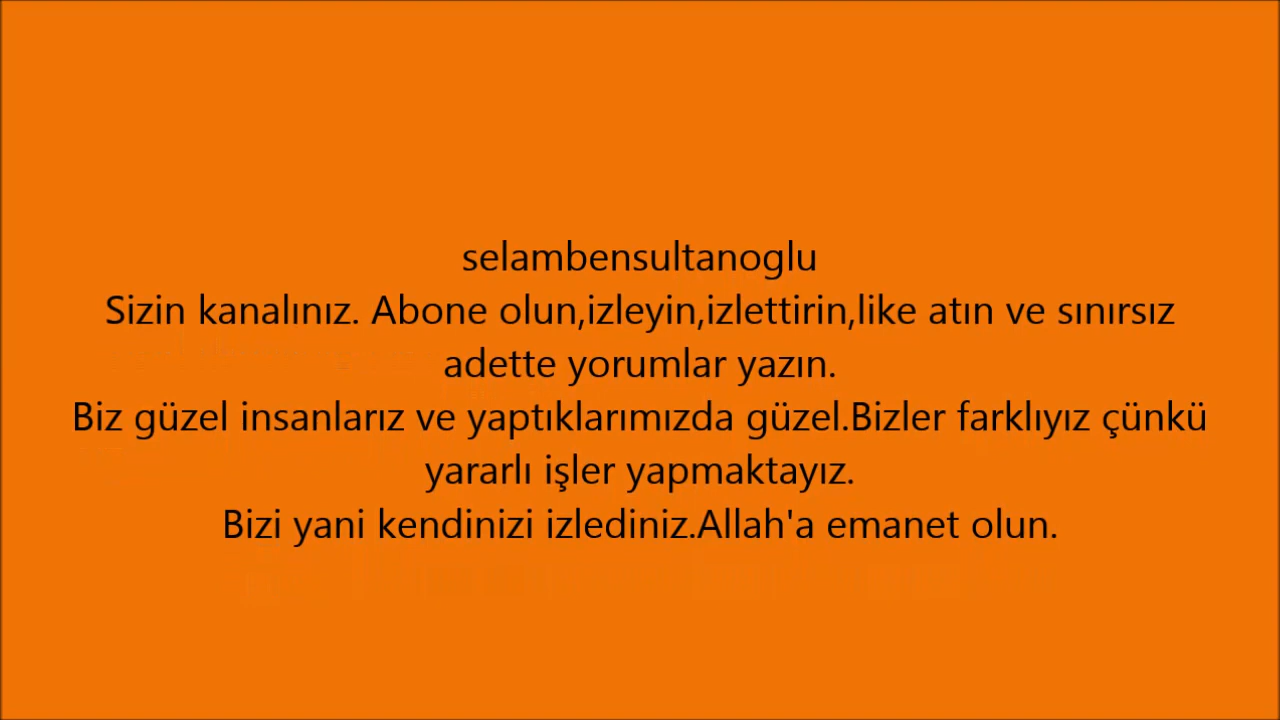 selambensultanoglu
Sizin kanalınız. Abone olun,izleyin,izlettirin,like atın ve sınırsız
adette yorumlar yazın.
Biz güzel insanlarız ve yaptıklarımızda güzel.Bizler farklıyız çünkü
yararlı işler yapmaktayız.
Bizi yani kendinizi izlediniz.Allah'a emanet olun.